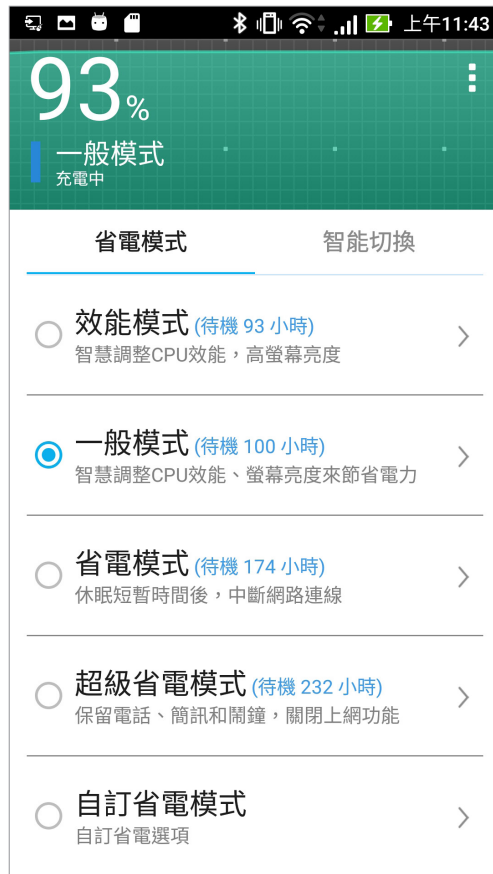 上午11:43
93%
一般模式
充電中
省電模式
智能切換
效能模式 (待機 93 小時)
智慧調整CPU效能，高螢幕亮度
一般模式 (待機 100 小時)
智慧調整CPU效能、螢幕亮度來節省電力
省電模式 (待機 174 小時)
休眠短暫時間後，中斷網路連線
超級省電模式 (待機 232 小時)
保留電話、簡訊和鬧鐘，關閉上網功能
自訂省電模式
自訂省電選項